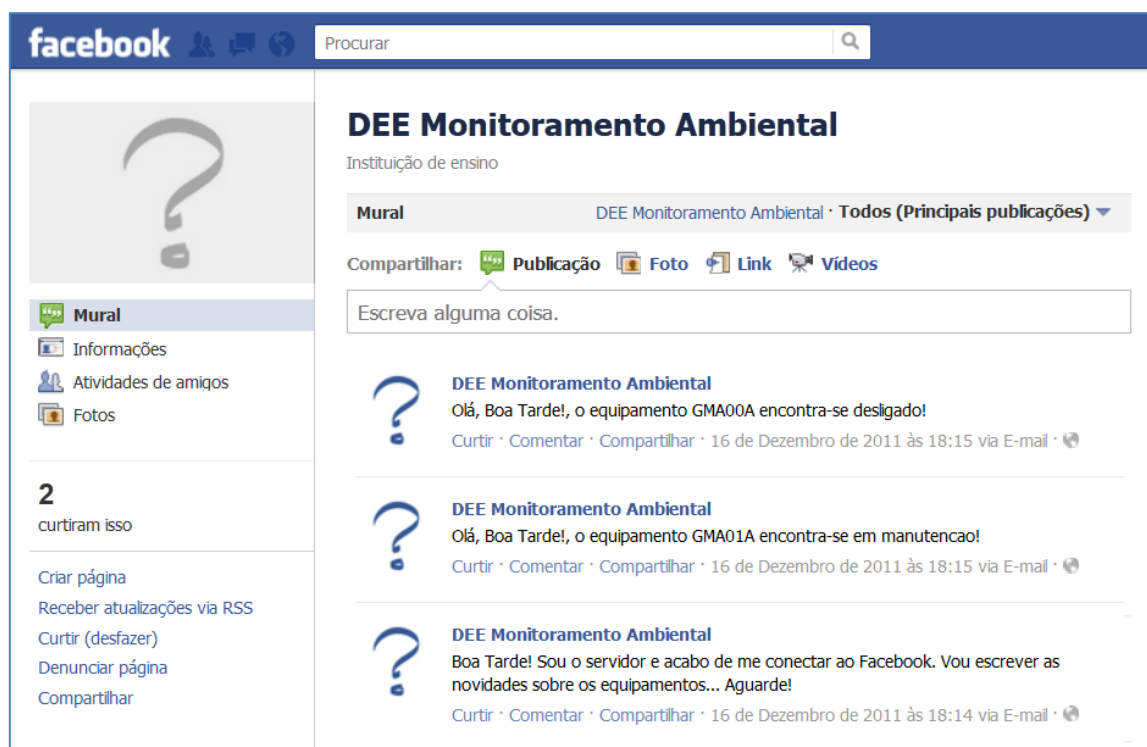 facebook
Procurar
DEE Monitoramento Ambiental
Instituição de ensino
Mural
DEE Monitoramento Ambiental · Todos (Principais publicações)
Compartilhar: Publicação Foto Link Vídeos
Escreva alguma coisa.
Mural
Informações
Atividades de amigos
Fotos
2
curtiram isso
Criar página
Receber atualizações via RSS
Curtir (desfazer)
Denunciar página
Compartilhar
DEE Monitoramento Ambiental
Olá, Boa Tarde!, o equipamento GMA00A encontra-se desligado!
Curtir · Comentar · Compartilhar · 16 de Dezembro de 2011 às 18:15 via E-mail ·
DEE Monitoramento Ambiental
Olá, Boa Tarde!, o equipamento GMA01A encontra-se em manutencao!
Curtir · Comentar · Compartilhar · 16 de Dezembro de 2011 às 18:15 via E-mail ·
DEE Monitoramento Ambiental
Boa Tarde! Sou o servidor e acabo de me conectar ao Facebook. Vou escrever as
novidades sobre os equipamentos... Aguarde!
Curtir · Comentar · Compartilhar · 16 de Dezembro de 2011 às 18:14 via E-mail ·